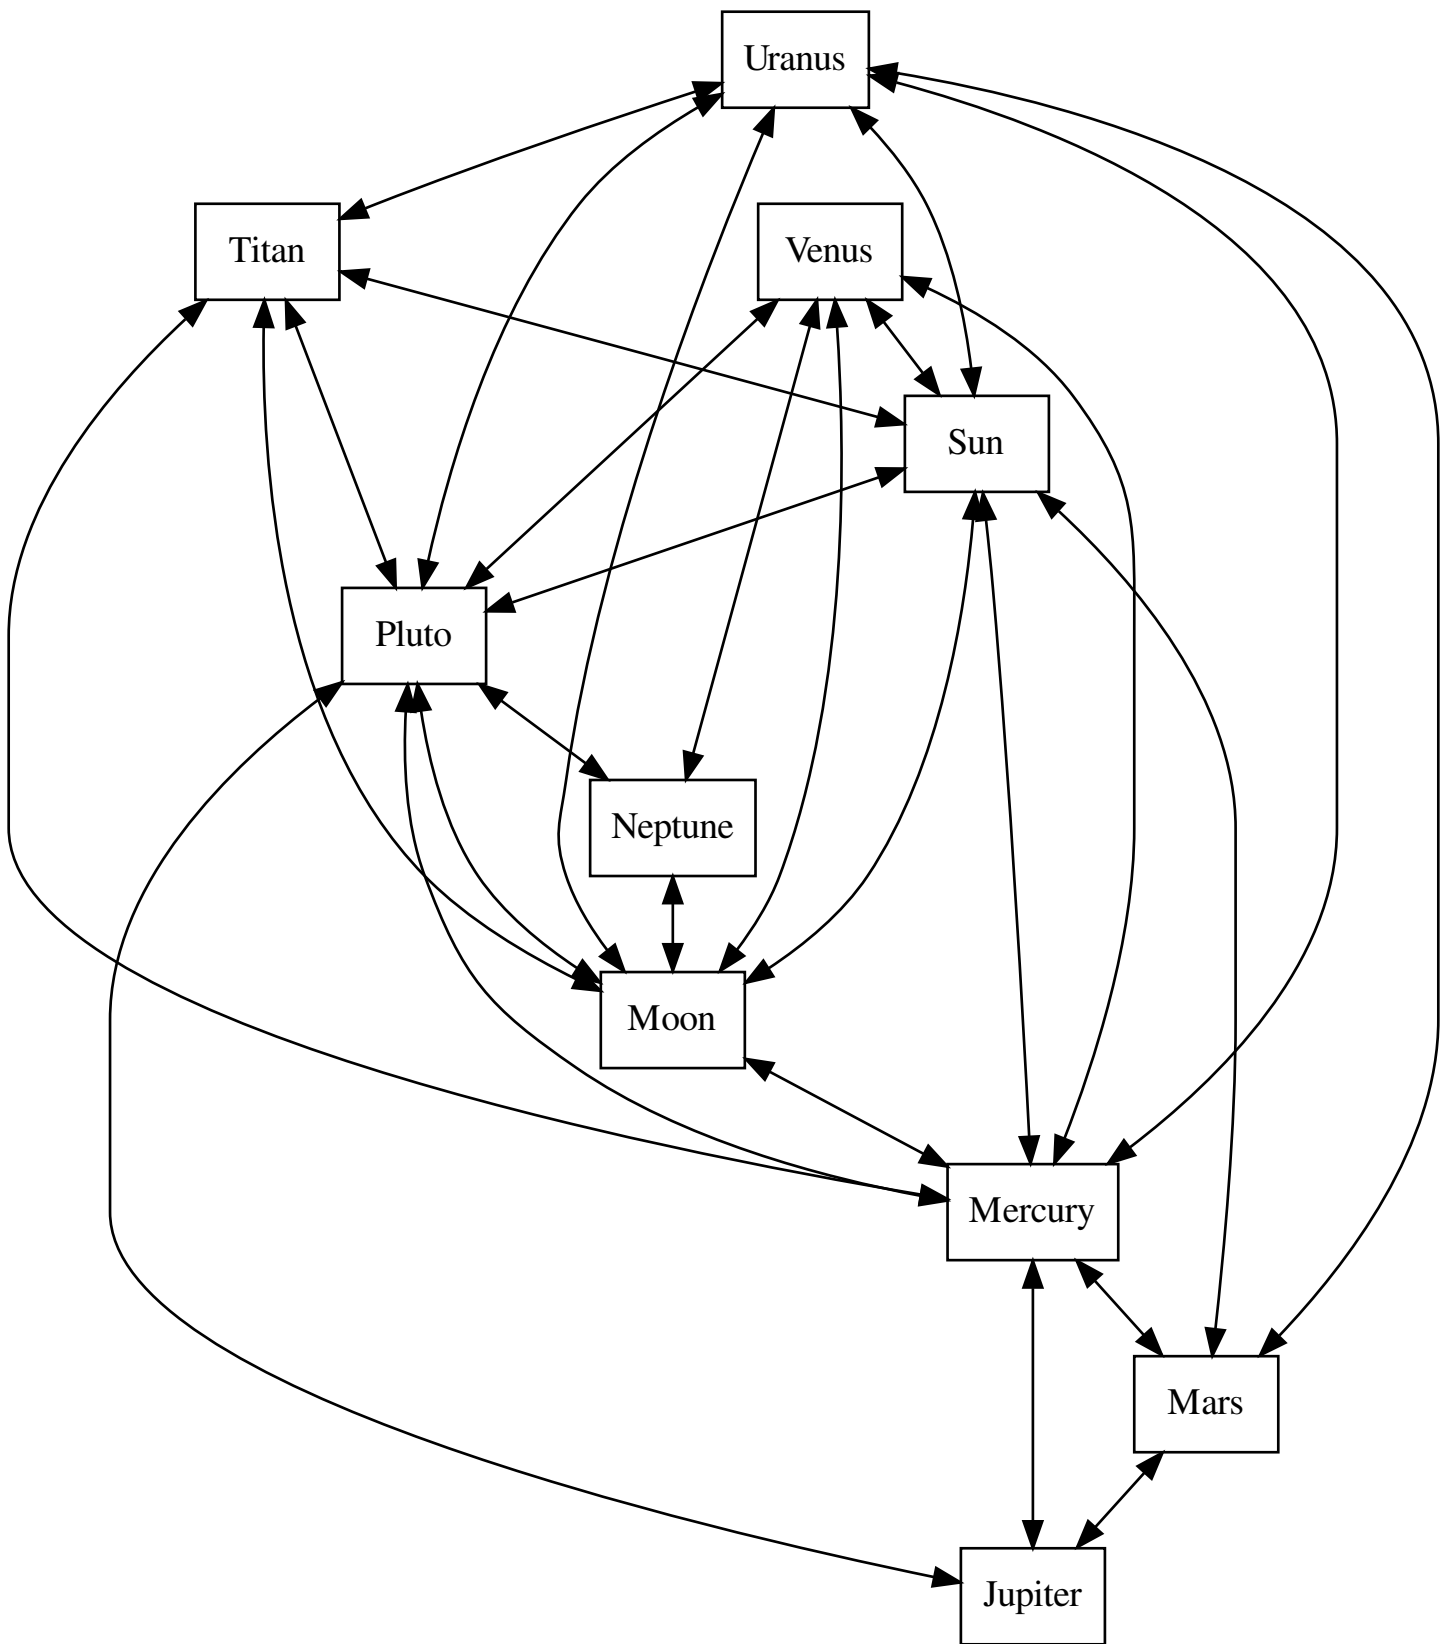 Uranus
Titan
Venus
Sun
Pluto
Neptune
Moon
Mercury
Mars
Jupiter